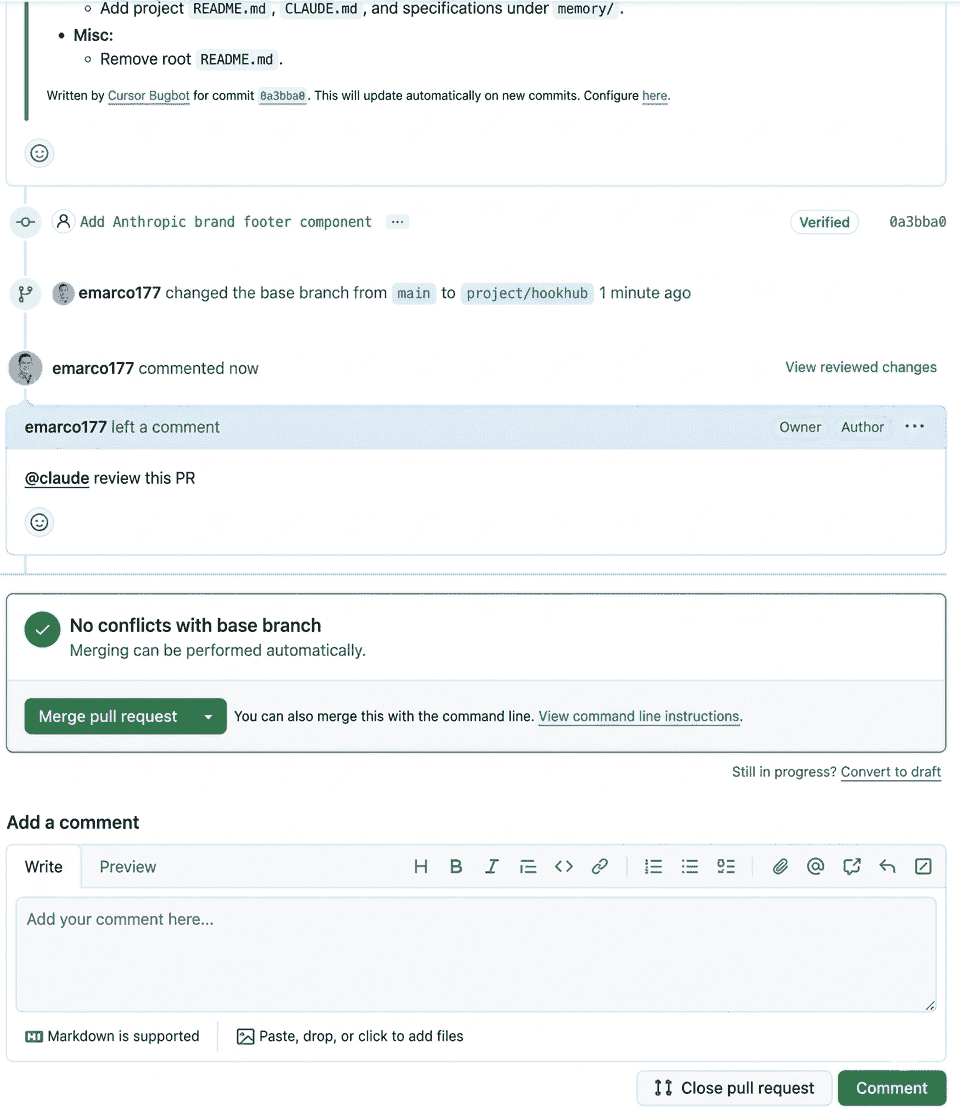 Add project README.md, CLAUDE.md, and specifications under memory/.
Misc:
Remove root README.md.
Written by Cursor Bugbot for commit 0a3bba0. This will update automatically on new commits. Configure here.
Add Anthropic brand footer component ...
Verified 0a3bba0
emarco177 changed the base branch from main to project/hookhub 1 minute ago
emarco177 commented now
View reviewed changes
emarco177 left a comment
Owner Author ...
@claude review this PR
No conflicts with base branch
Merging can be performed automatically.
Merge pull request
You can also merge this with the command line. View command line instructions.
Still in progress? Convert to draft
Add a comment
Write Preview
Add your comment here...
Markdown is supported
Paste, drop, or click to add files
Close pull request
Comment